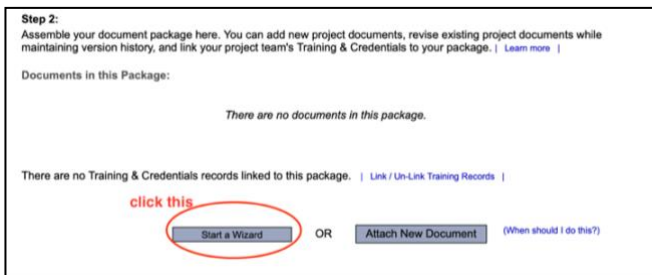 Step 2:
Assemble your document package here. You can add new project documents, revise existing project documents while
maintaining version history, and link your project team's Training & Credentials to your package. | Learn more |
Documents in this Package:
There are no documents in this package.
There are no Training & Credentials records linked to this package. | Link / Un-Link Training Records |
click this
Start a Wizard OR Attach New Document (When should I do this?)